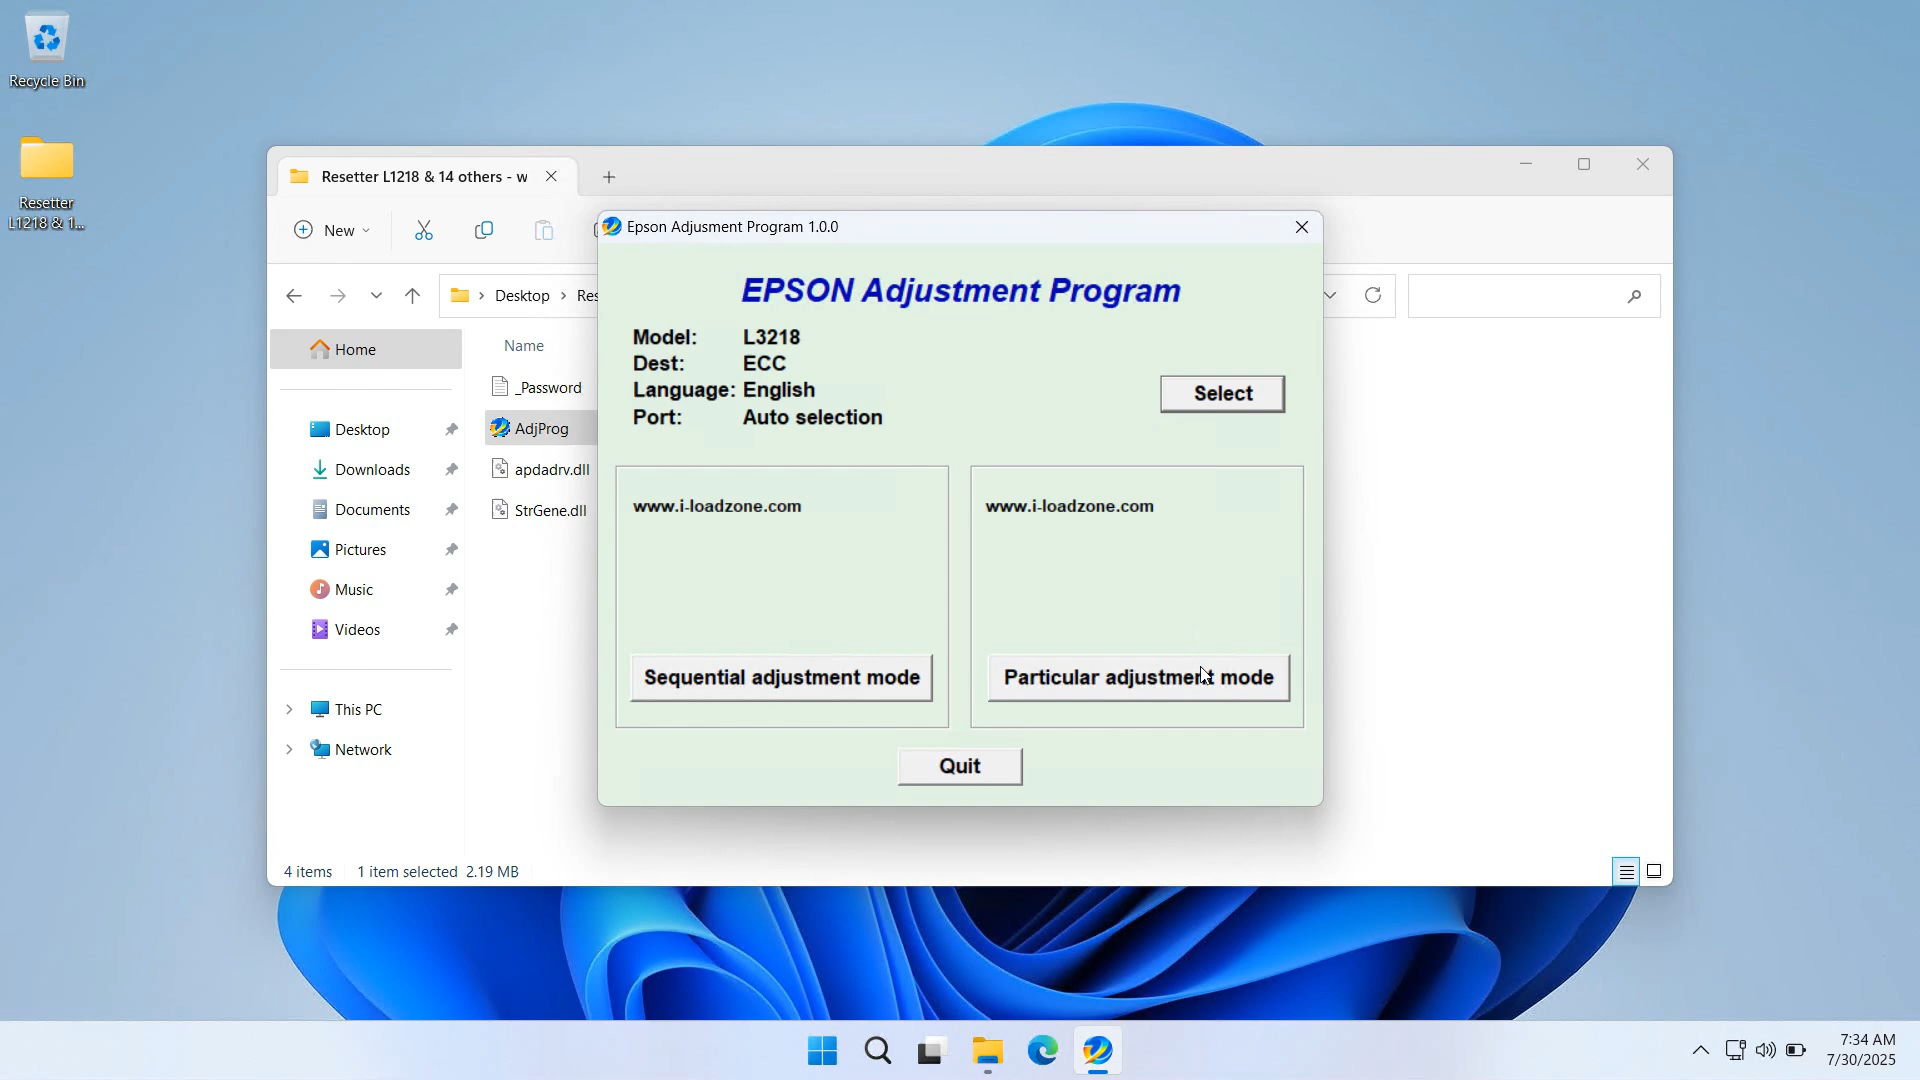 Recycle Bin
Resetter
L1218 & 1...
Resetter L1218 & 14 others - w
New
Desktop
Res
Home
Desktop
Downloads
Documents
Pictures
Music
Videos
This PC
Network
Name
_Password
AdjProg
apdadrv.dll
StrGene.dll
4 items
1 item selected 2.19 MB
Epson Adjusment Program 1.0.0
EPSON Adjustment Program
Model: L3218
Dest: ECC
Language: English
Port: Auto selection
Select
www.i-loadzone.com
www.i-loadzone.com
Sequential adjustment mode
Particular adjustment mode
Quit
7:34 AM
7/30/2025